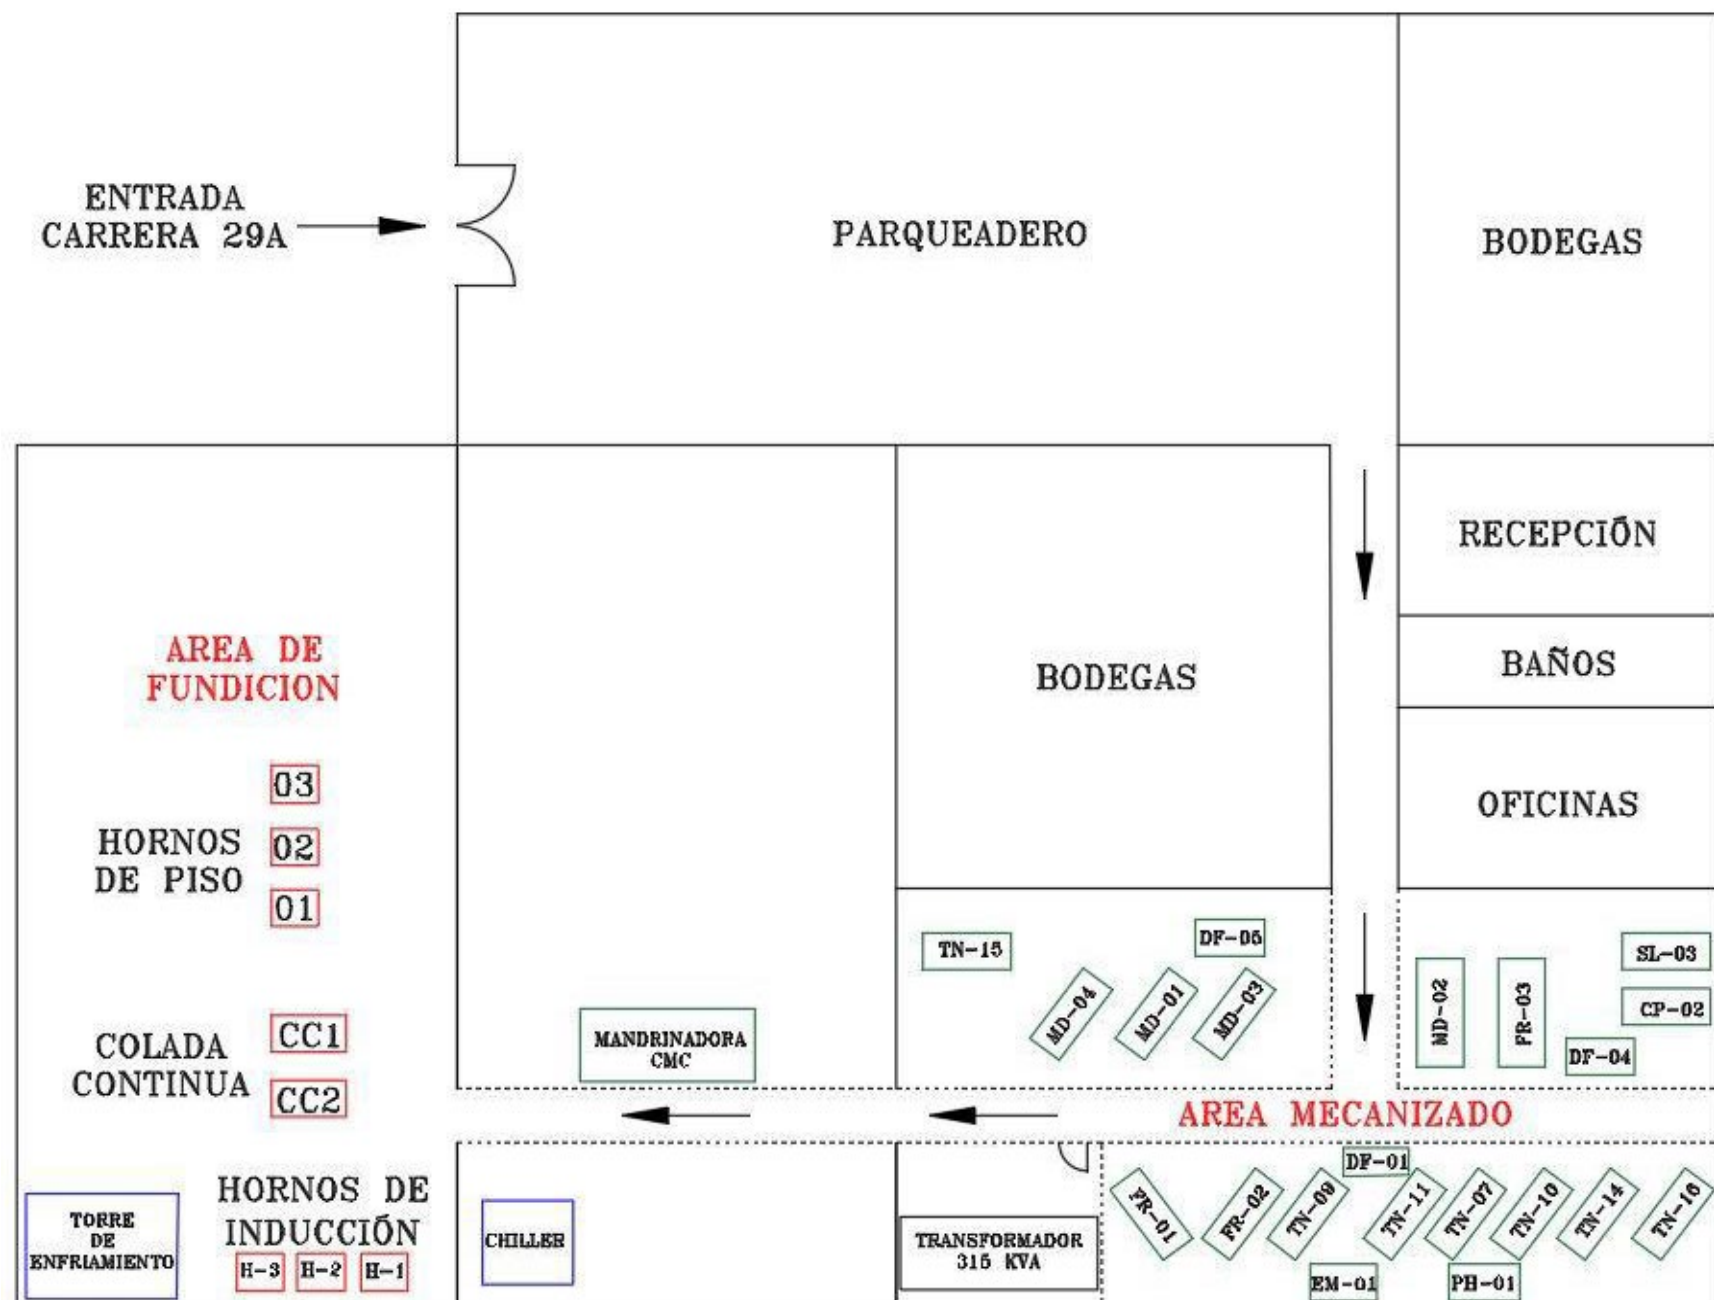 ENTRADA
CARRERA 29A
PARQUEADERO
BODEGAS
RECEPCIÓN
BAÑOS
OFICINAS
BODEGAS
AREA DE
FUNDICION
03
HORNOS
DE PISO
02
01
COLADA
CONTINUA
CC1
CC2
MANDRINADORA
CMC
TN-15
DF-05
MD-04
MD-01
MD-03
MD-02
FR-03
SL-03
CP-02
DF-04
AREA MECANIZADO
HORNOS DE
INDUCCIÓN
H-3
H-2
H-1
TORRE
DE
ENFRIAMIENTO
CHILLER
TRANSFORMADOR
315 KVA
DF-01
FR-01
FR-02
TN-09
TN-11
TN-07
TN-10
TN-14
TN-16
EM-01
PH-01